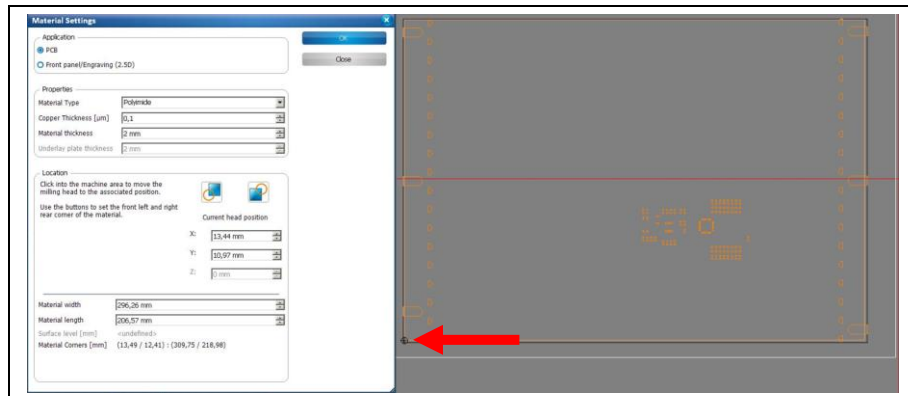 Material Settings
Application
PCB
Front panel/Engraving (2.5D)
OK
Close
Properties
Material Type Polyimide
Copper Thickness [µm] 0,1
Material thickness 2 mm
Underlay plate thickness 2 mm
Location
Click into the machine area to move the
milling head to the associated position.
Use the buttons to set the front left and right
rear corner of the material.
Current head position
X: 13,44 mm
Y: 10,97 mm
Z: 0 mm
Material width 296,26 mm
Material length 206,57 mm
Surface level [mm] <undefined>
Material Corners [mm] (13,49 / 12,41) : (309,75 / 218,98)